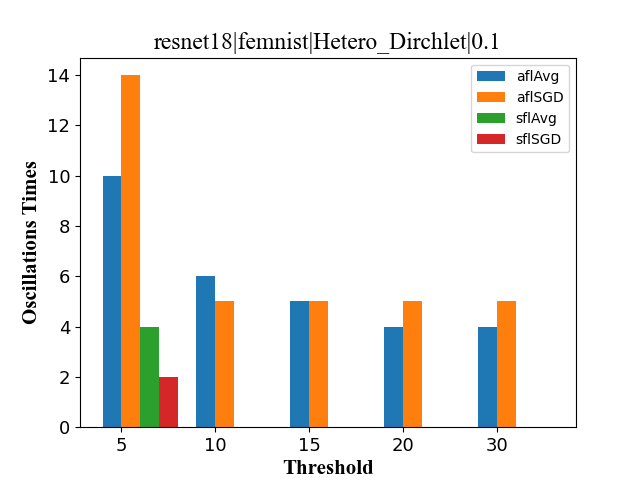 resnet18|femnist|Hetero_Dirchlet|0.1
aflAvg
aflSGD
sflAvg
sflSGD
Oscillations Times
14
12
10
8
6
4
2
0
5 10 15 20 30
Threshold